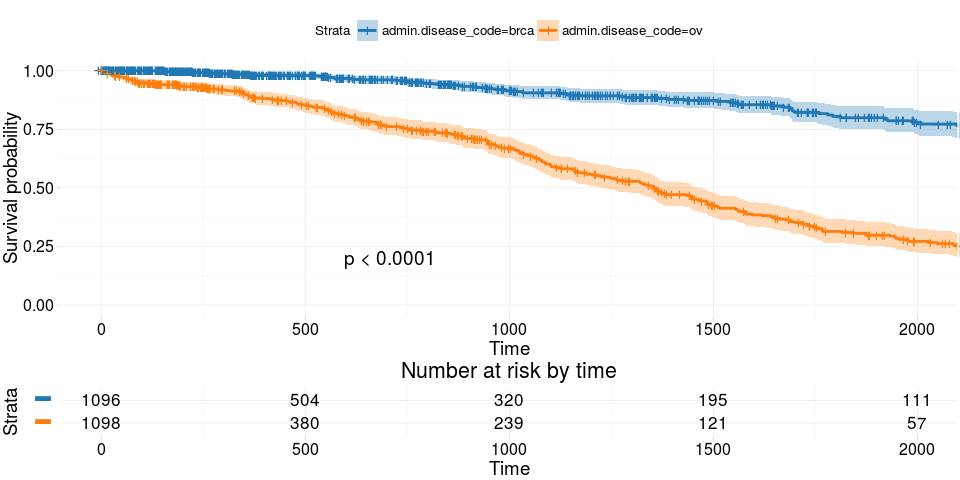 Strata admin.disease_code=brca admin.disease_code=ov
Survival probability
1.00
0.75
0.50
0.25
0.00
p < 0.0001
0 500 1000 1500 2000
Time
Number at risk by time
Strata
1096 504 320 195 111
1098 380 239 121 57
0 500 1000 1500 2000
Time